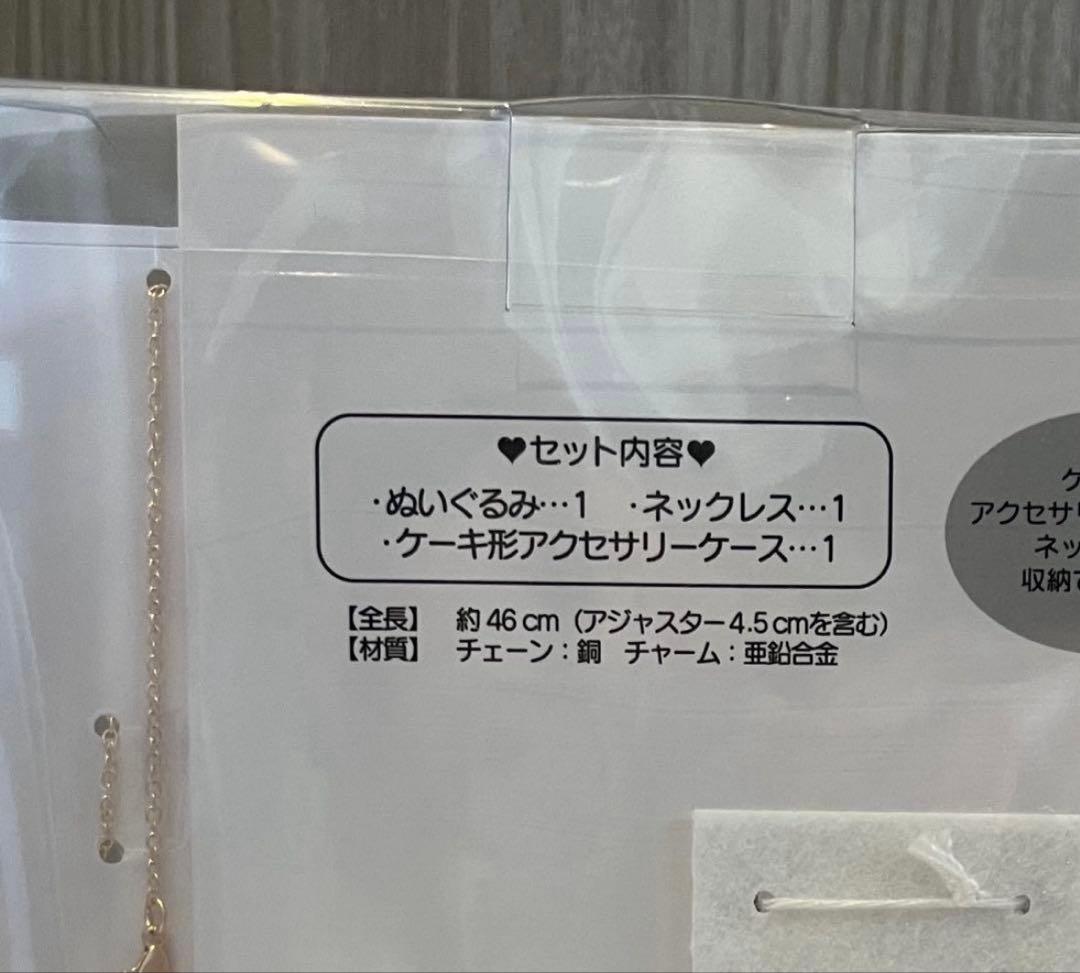 ♥セット内容♥
・ぬいぐるみ…1 ・ネックレス…1
・ケーキ形アクセサリーケース…1
【全長】 約46cm（アジャスター4.5cmを含む）
【材質】 チェーン：銅 チャーム：亜鉛合金
ケ
アクセサリ
ネッ
収納